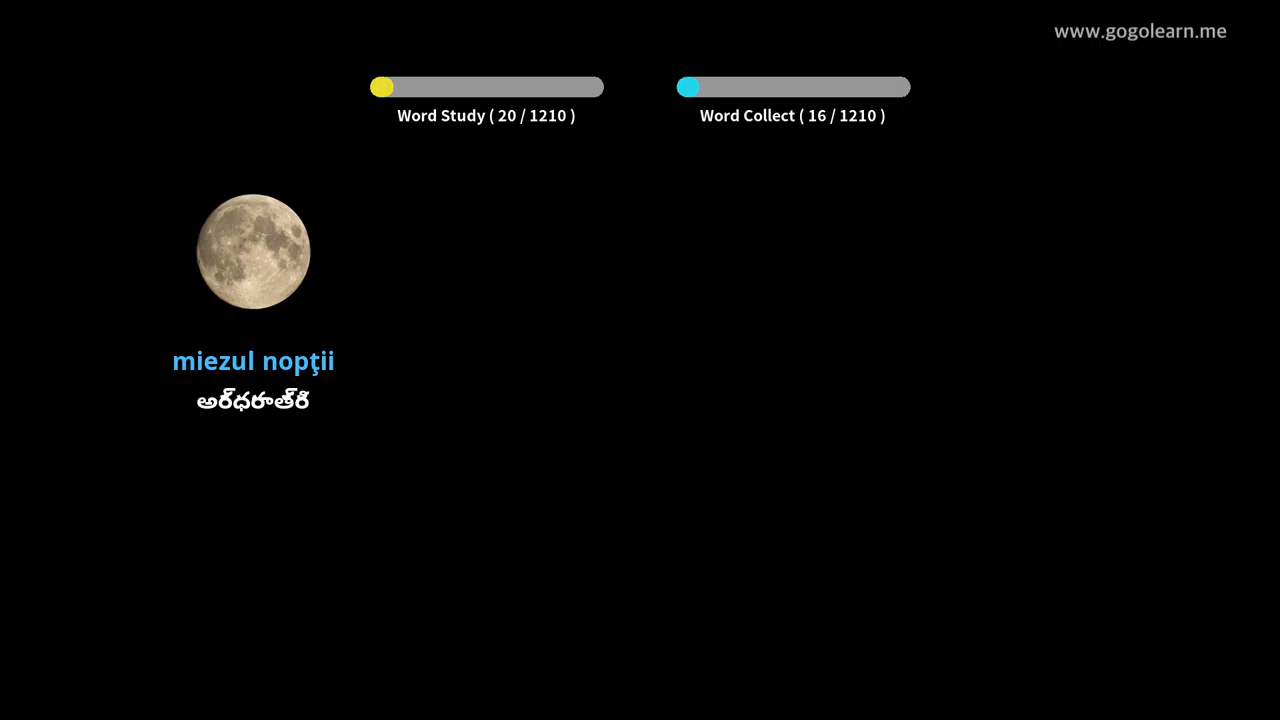 www.gogolearn.me
Word Study ( 20 / 1210 )
Word Collect ( 16 / 1210 )
miezul nopţii
అర్ధరాత్రి